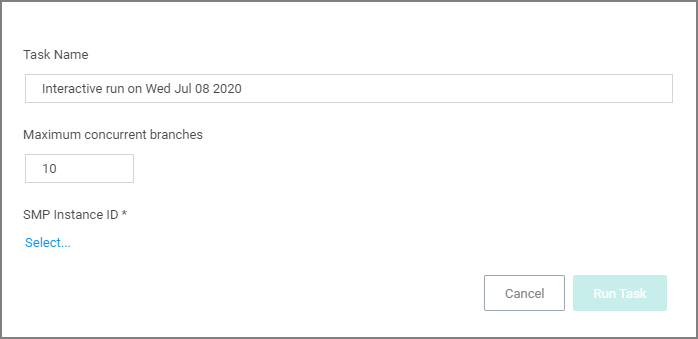 Task Name
Interactive run on Wed Jul 08 2020
Maximum concurrent branches
10
SMP Instance ID *
Select...
Cancel Run Task